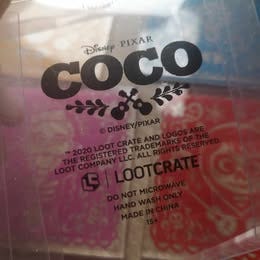 Disney PIXAR
COCO
© DISNEY/PIXAR
™ 2020 LOOT CRATE AND LOGOS ARE
THE REGISTERED TRADEMARKS OF THE
LOOT COMPANY LLC. ALL RIGHTS RESERVED.
LOOTCRATE
DO NOT MICROWAVE
HAND WASH ONLY
MADE IN CHINA
15+